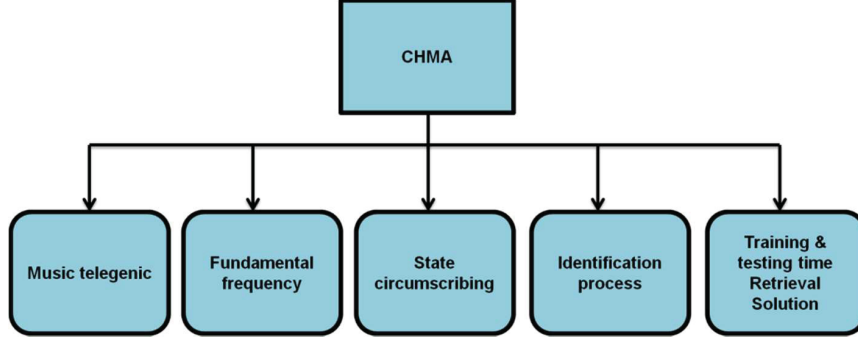 CHMA
Music telegenic
Fundamental
frequency
State
circumscribing
Identification
process
Training &
testing time
Retrieval
Solution